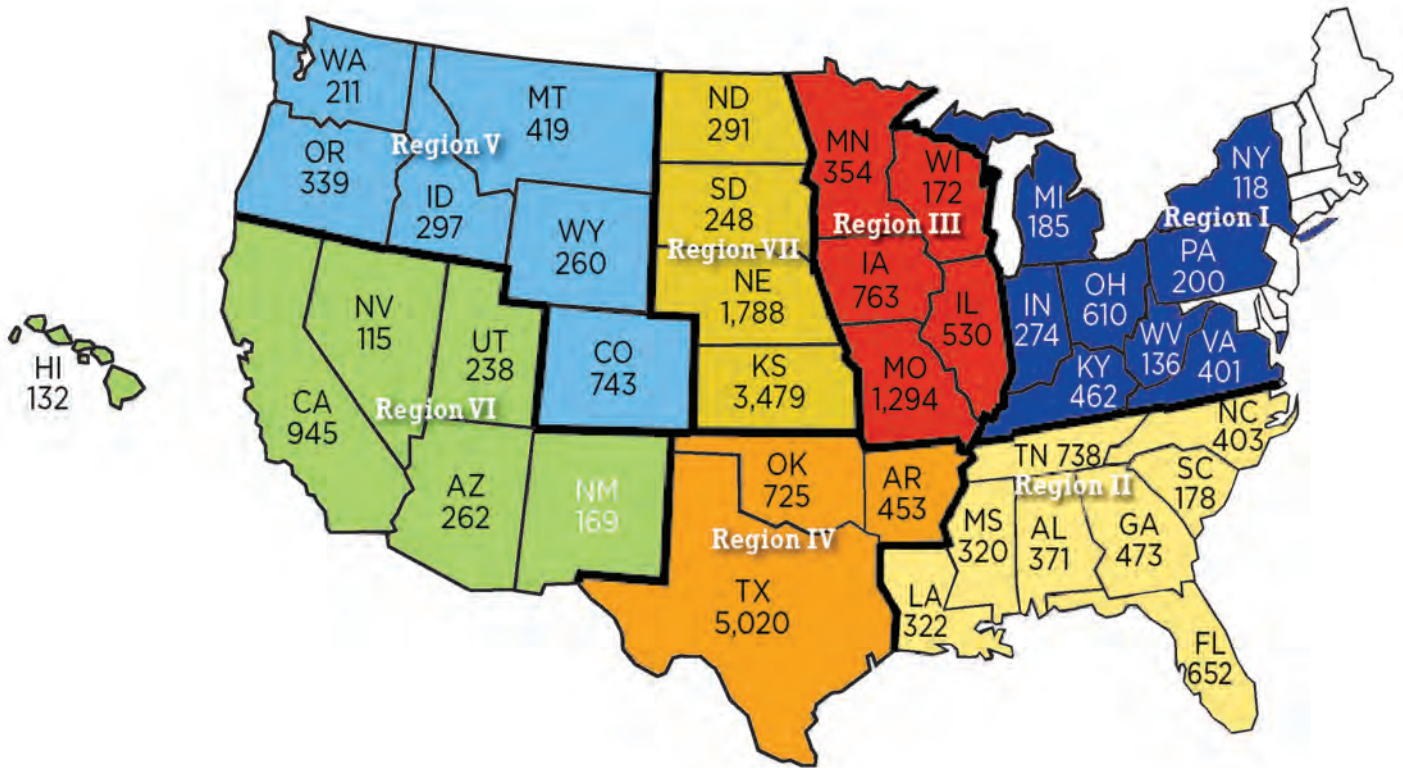 WA
211
OR
339
Region V
MT
419
ID
297
WY
260
CO
743
ND
291
SD
248
Region VII
NE
1,788
KS
3,479
MN
354
WI
172
Region III
IA
763
IL
530
MO
1,294
MI
185
NY
118
Region I
PA
200
IN
274
OH
610
WV
136
VA
401
KY
462
HI
132
NV
115
UT
238
CA
945
Region VI
AZ
262
NM
169
OK
725
AR
453
Region IV
TX
5,020
NC
403
TN 738
SC
178
Region II
MS
320
AL
371
GA
473
LA
322
FL
652